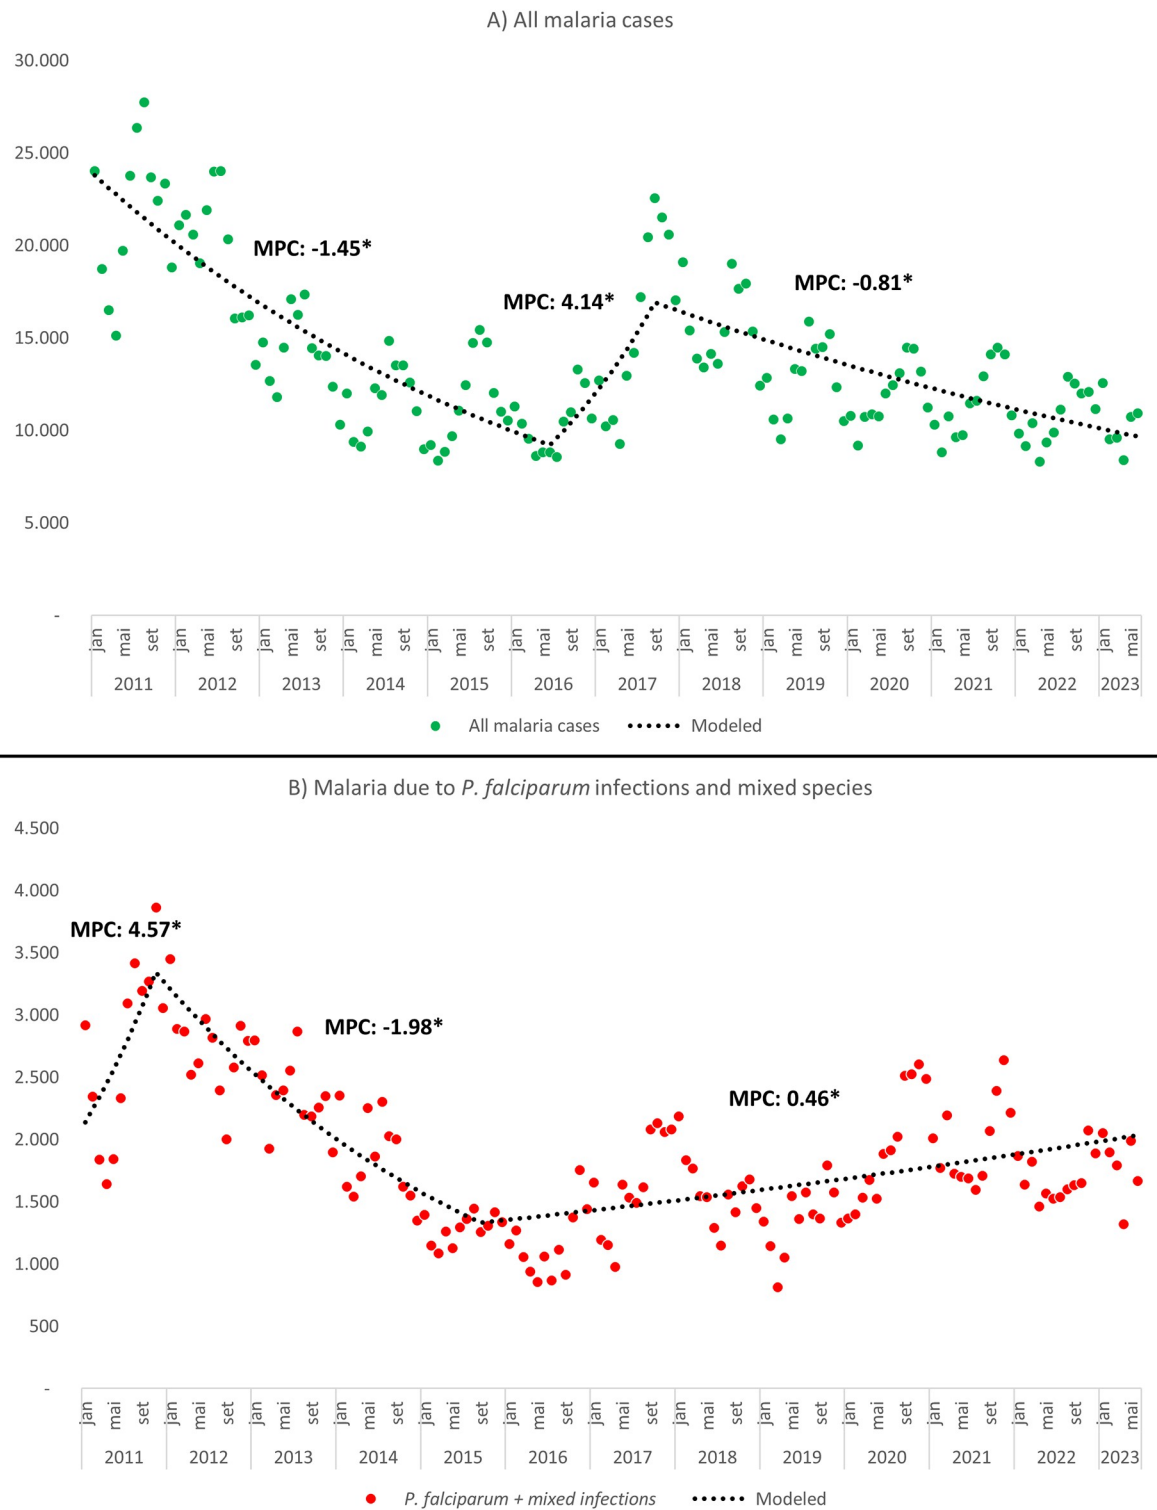 A) All malaria cases
30.000
25.000
20.000
15.000
10.000
5.000
-
MPC: -1.45*
MPC: 4.14*
MPC: -0.81*
jan mai set jan mai set jan mai set jan mai set jan mai set jan mai set jan mai set jan mai set jan mai set jan mai set jan mai set jan mai set jan mai
2011 2012 2013 2014 2015 2016 2017 2018 2019 2020 2021 2022 2023
All malaria cases Modeled
B) Malaria due to P. falciparum infections and mixed species
4.500
4.000
3.500
3.000
2.500
2.000
1.500
1.000
500
-
MPC: 4.57*
MPC: -1.98*
MPC: 0.46*
jan mai set jan mai set jan mai set jan mai set jan mai set jan mai set jan mai set jan mai set jan mai set jan mai set jan mai set jan mai set jan mai
2011 2012 2013 2014 2015 2016 2017 2018 2019 2020 2021 2022 2023
P. falciparum + mixed infections Modeled